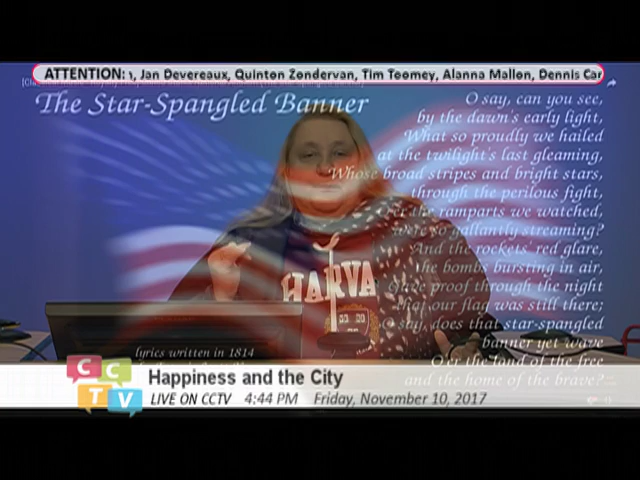 ATTENTION: ı, Jan Devereaux, Quinton Zondervan, Tim Toomey, Alanna Mallon, Dennis Car
The Star-Spangled Banner
O say, can you see,
by the dawn's early light,
What so proudly we hailed
at the twilight's last gleaming,
Whose broad stripes and bright stars,
through the perilous fight,
O'er the ramparts we watched,
were so gallantly streaming?
And the rockets' red glare,
the bombs bursting in air,
Gave proof through the night
that our flag was still there;
O say, does that star-spangled
banner yet wave
O'er the land of the free
and the home of the brave?
HARVA
lyrics written in 1814
CCTV
Happiness and the City
LIVE ON CCTV 4:44 PM Friday, November 10, 2017